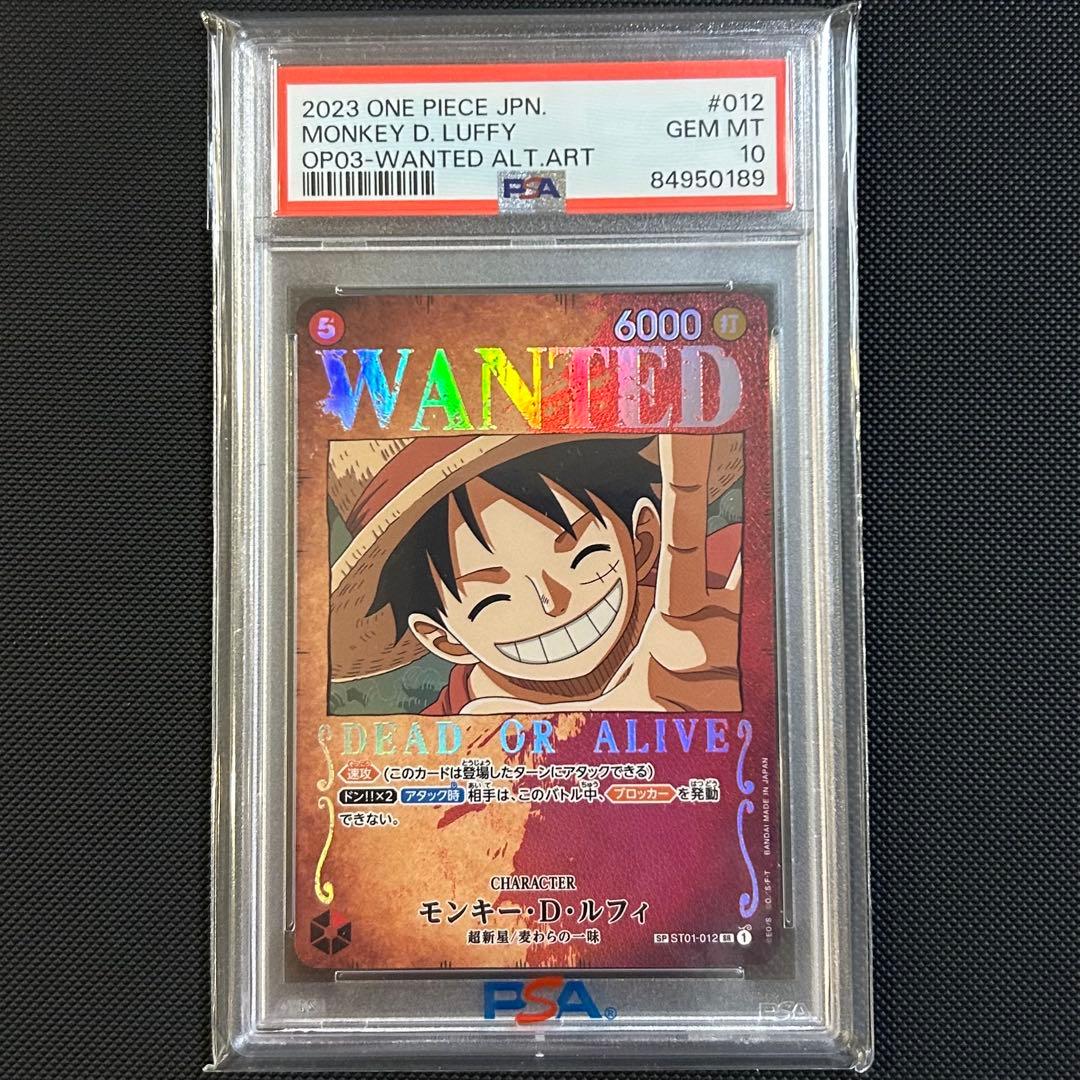 2023 ONE PIECE JPN. #012
MONKEY D. LUFFY GEM MT
OP03-WANTED ALT.ART 10
PSA 84950189
5 6000 打
WANTED
DEAD OR ALIVE
速攻 (このカードは登場したターンにアタックできる)
ドン!!×2 アタック時 相手は、このバトル中、ブロッカーを発動
できない。
CHARACTER
モンキー・D・ルフィ
超新星/麦わらの一味
SP ST01-012 SR 1
©E.O/S ©O./S.F.T BANDAI MADE IN JAPAN
PSA®
PSA